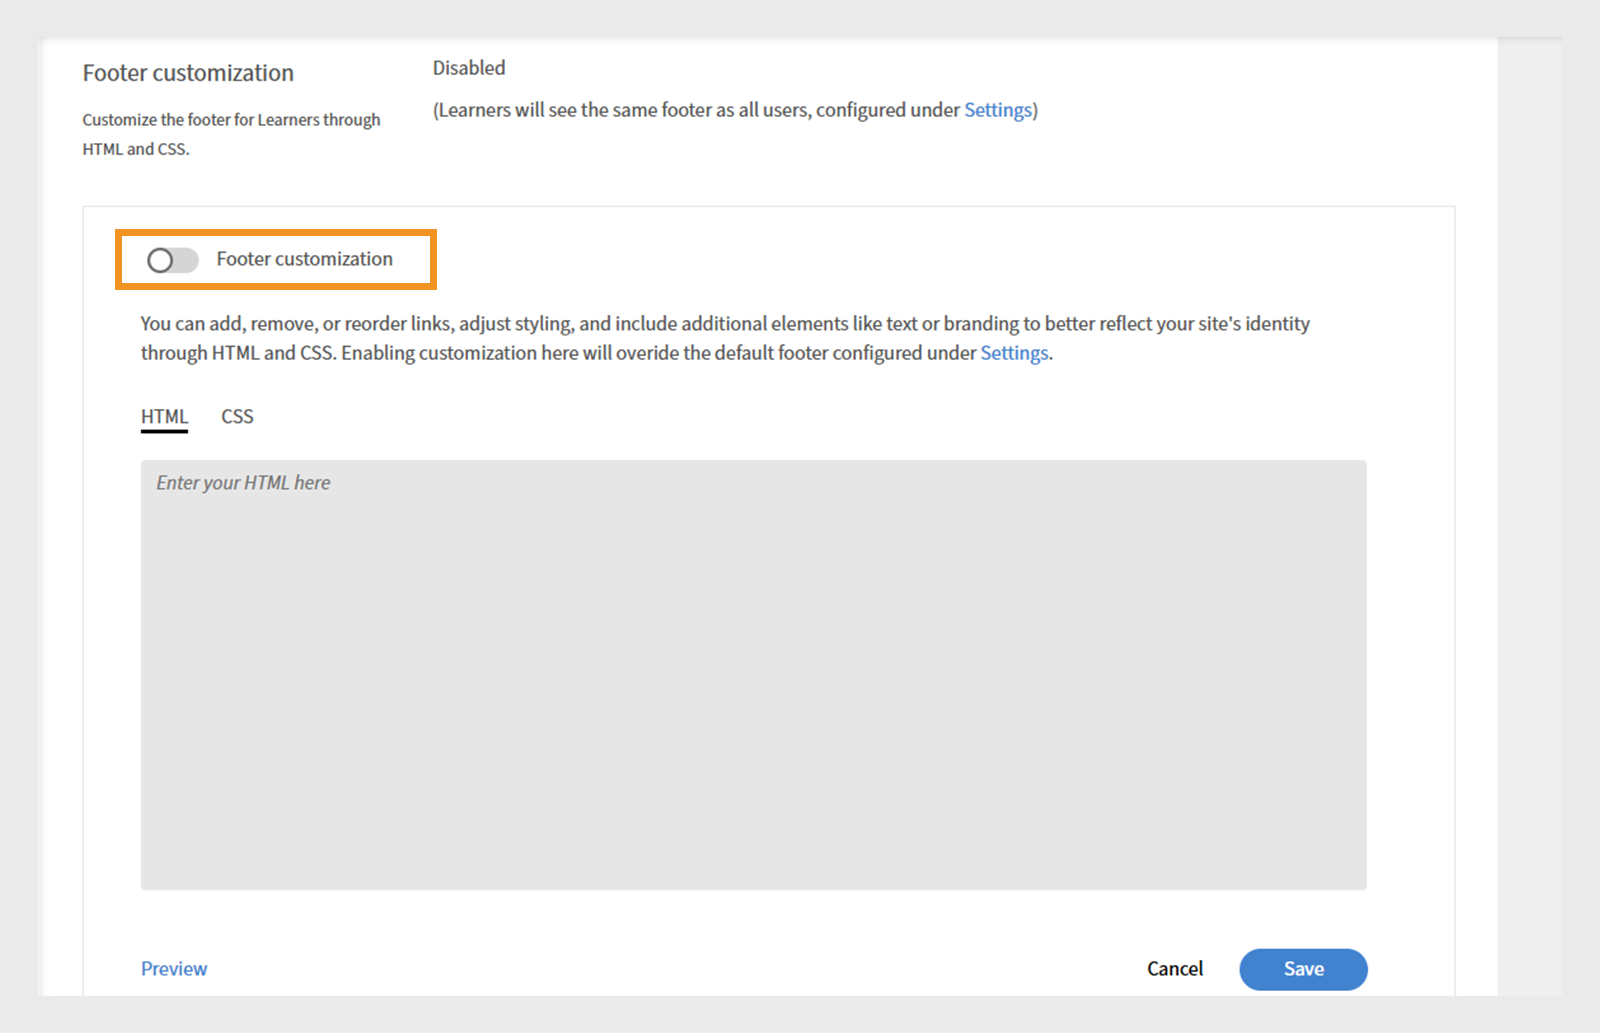 Footer customization
Customize the footer for Learners through
HTML and CSS.
Disabled
(Learners will see the same footer as all users, configured under Settings)
Footer customization
You can add, remove, or reorder links, adjust styling, and include additional elements like text or branding to better reflect your site's identity
through HTML and CSS. Enabling customization here will overide the default footer configured under Settings.
HTML CSS
Enter your HTML here
Preview Cancel Save